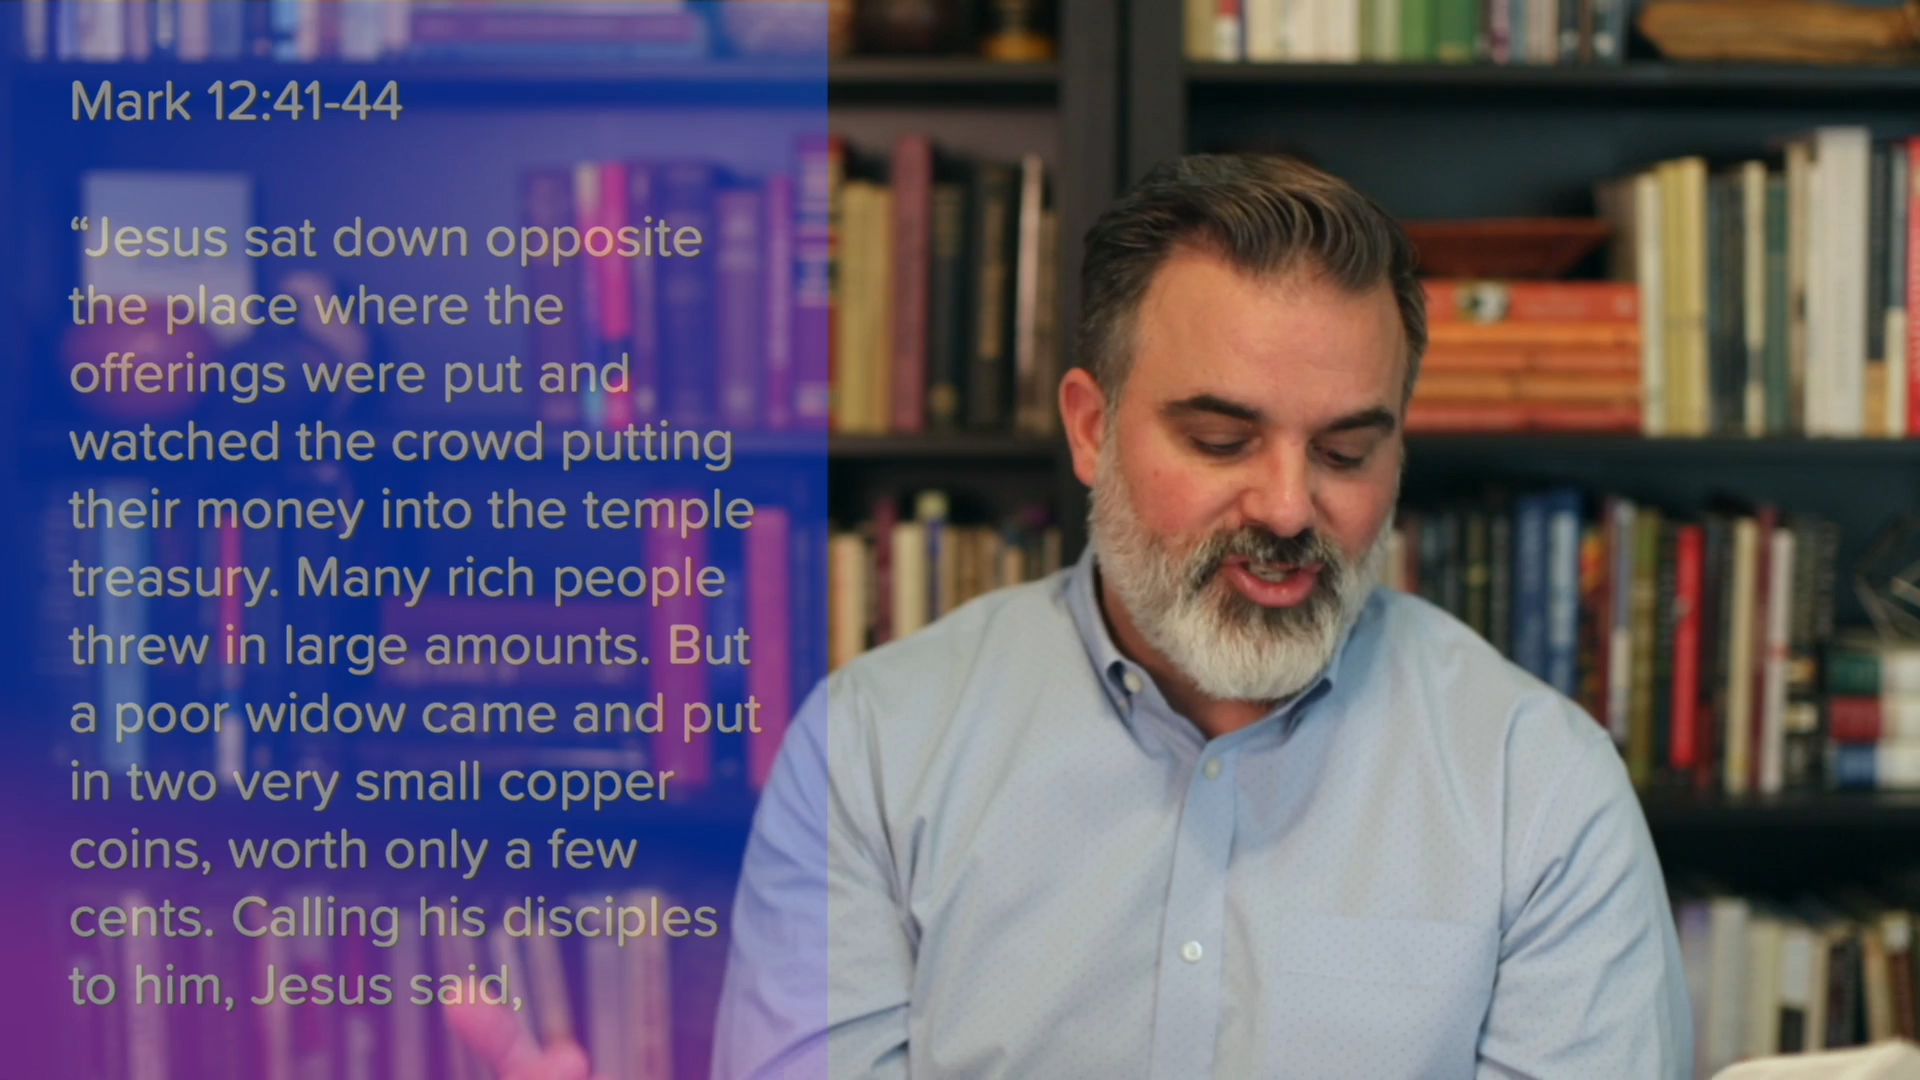 Mark 12:41-44
“Jesus sat down opposite
the place where the
offerings were put and
watched the crowd putting
their money into the temple
treasury. Many rich people
threw in large amounts. But
a poor widow came and put
in two very small copper
coins, worth only a few
cents. Calling his disciples
to him, Jesus said,